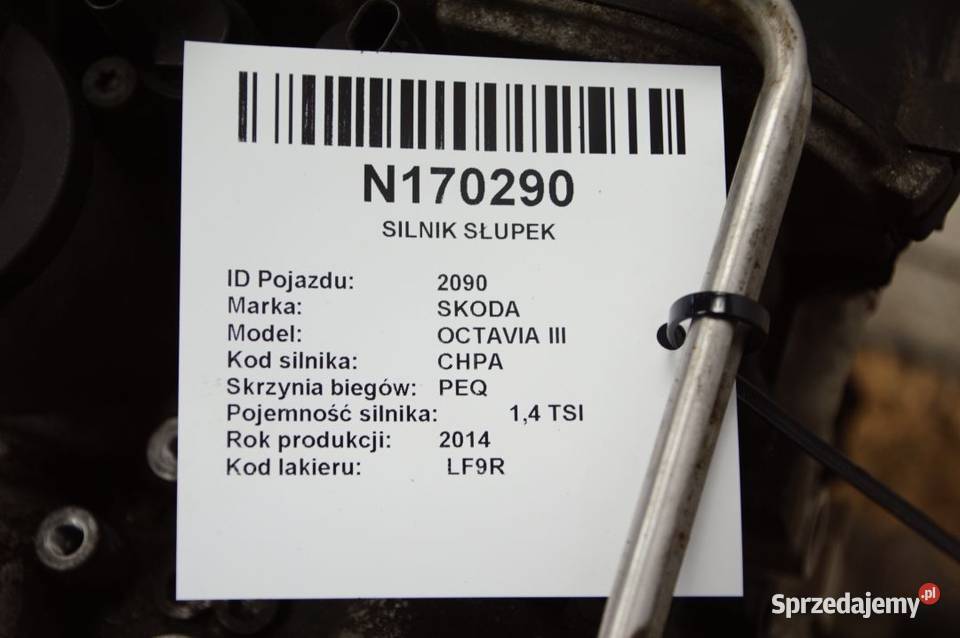 N170290
SILNIK SŁUPEK
ID Pojazdu: 2090
Marka: SKODA
Model: OCTAVIA III
Kod silnika: CHPA
Skrzynia biegów: PEQ
Pojemność silnika: 1,4 TSI
Rok produkcji: 2014
Kod lakieru: LF9R
Sprzedajemy.pl